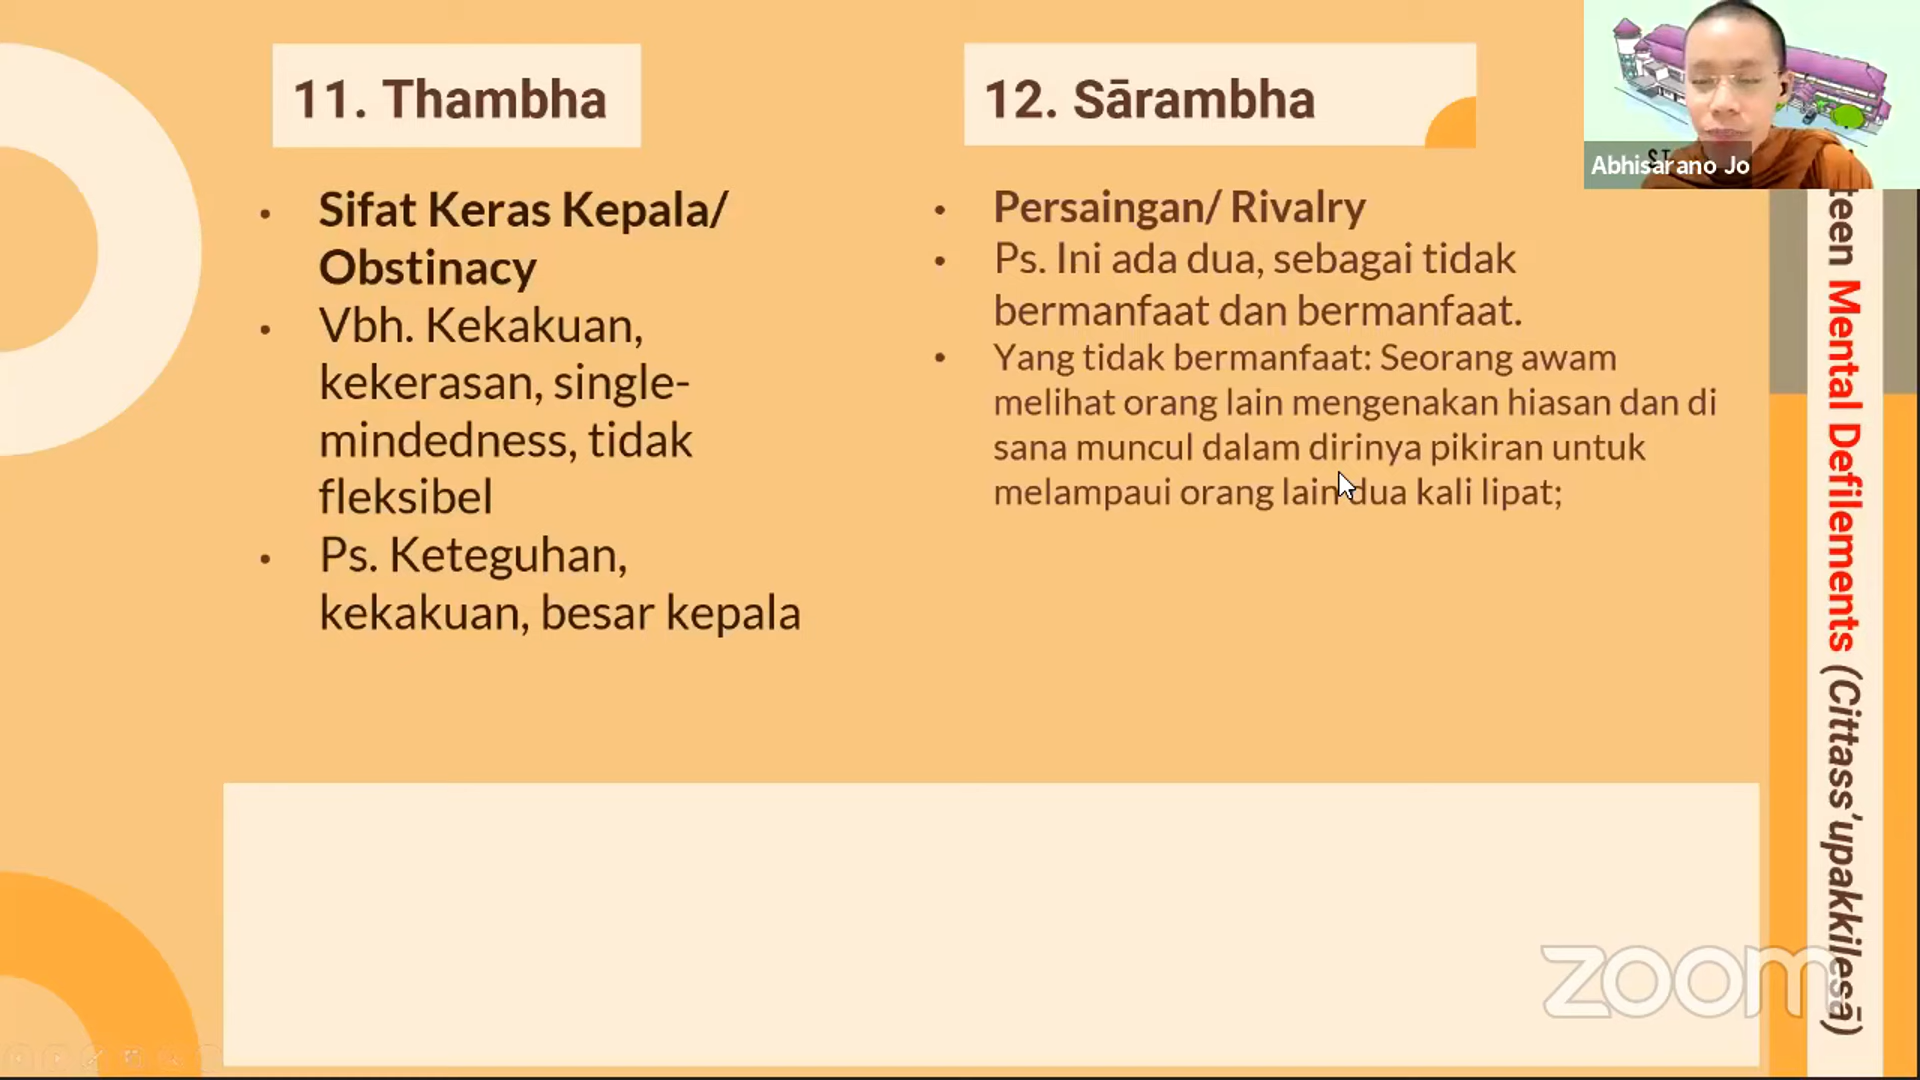 11. Thambha
• Sifat Keras Kepala/
Obstinacy
• Vbh. Kekakuan,
kekerasan, single-
mindedness, tidak
fleksibel
• Ps. Keteguhan,
kekakuan, besar kepala
12. Sārambha
• Persaingan/ Rivalry
• Ps. Ini ada dua, sebagai tidak
bermanfaat dan bermanfaat.
• Yang tidak bermanfaat: Seorang awam
melihat orang lain mengenakan hiasan dan di
sana muncul dalam dirinya pikiran untuk
melampaui orang lain dua kali lipat;
Abhisarano Jo
teen Mental Defilements (Cittass'upakkilesā)
zoom